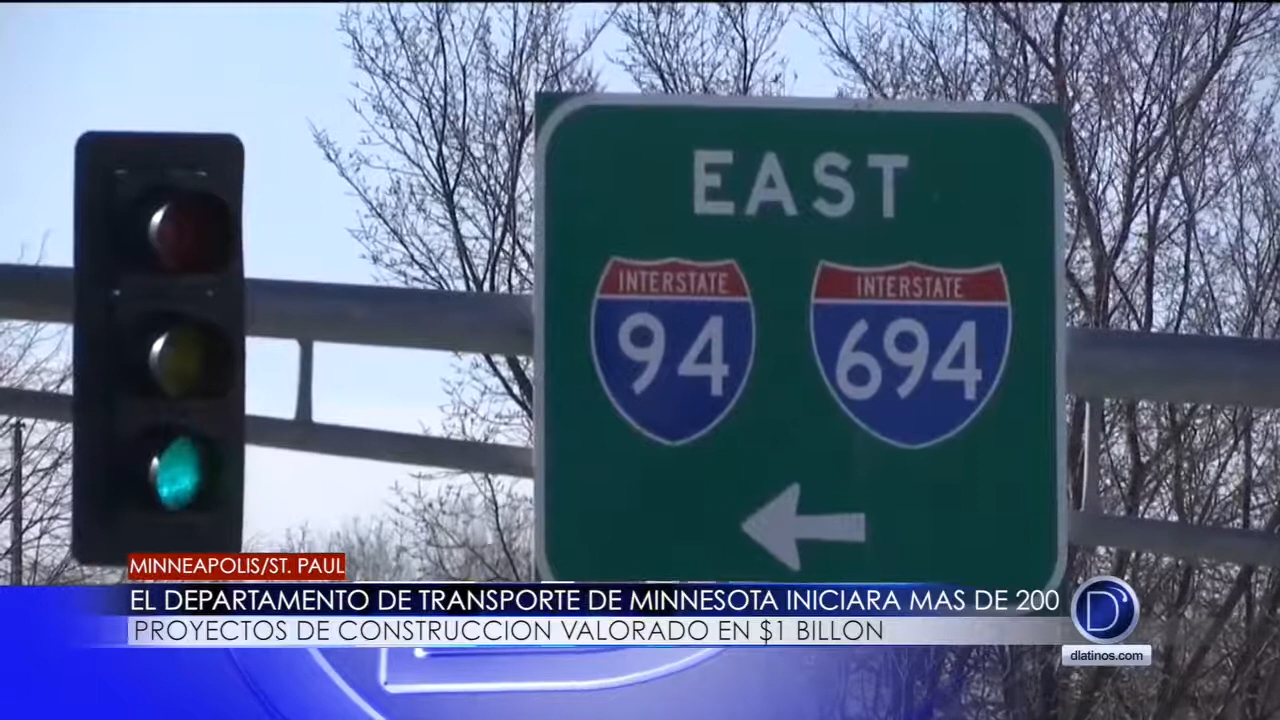 EAST
INTERSTATE INTERSTATE
94 694
MINNEAPOLIS/ST. PAUL
EL DEPARTAMENTO DE TRANSPORTE DE MINNESOTA INICIARA MAS DE 200
PROYECTOS DE CONSTRUCCION VALORADO EN $1 BILLON
D
dlatinos.com